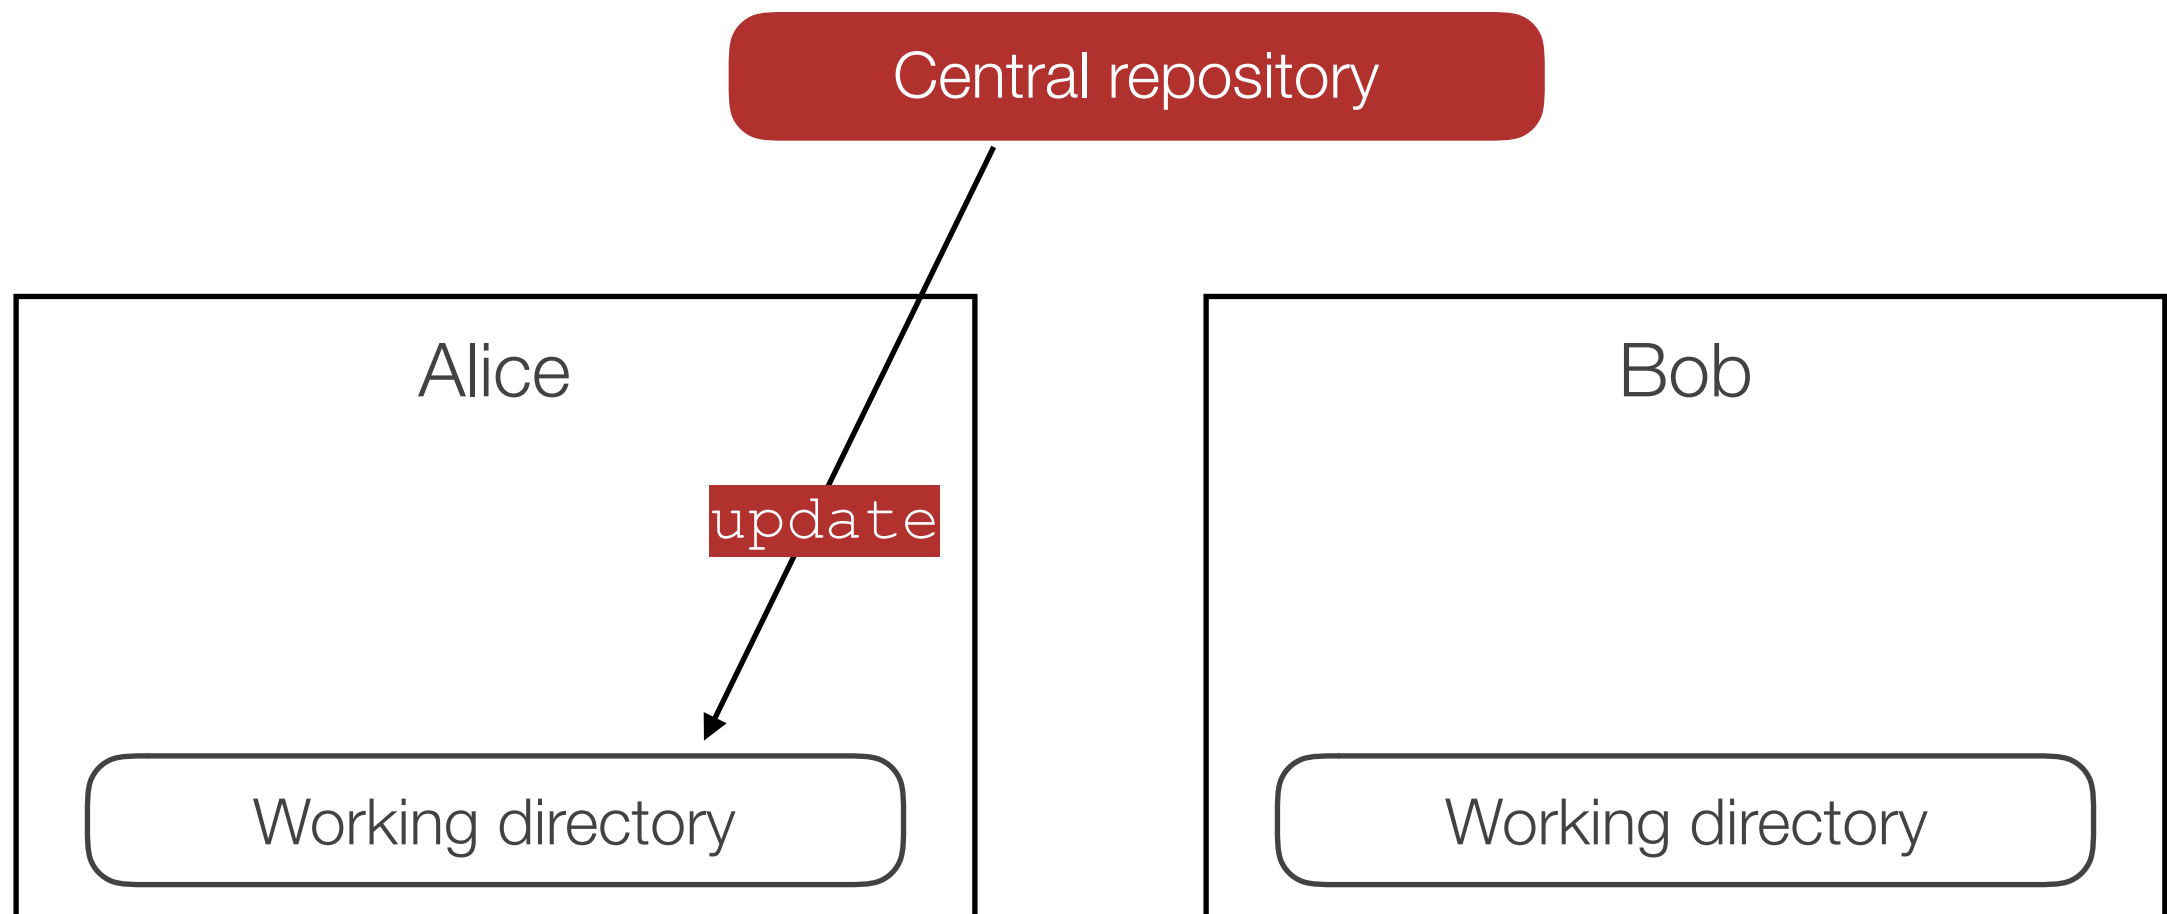 Central repository
Alice
Bob
update
Working directory
Working directory